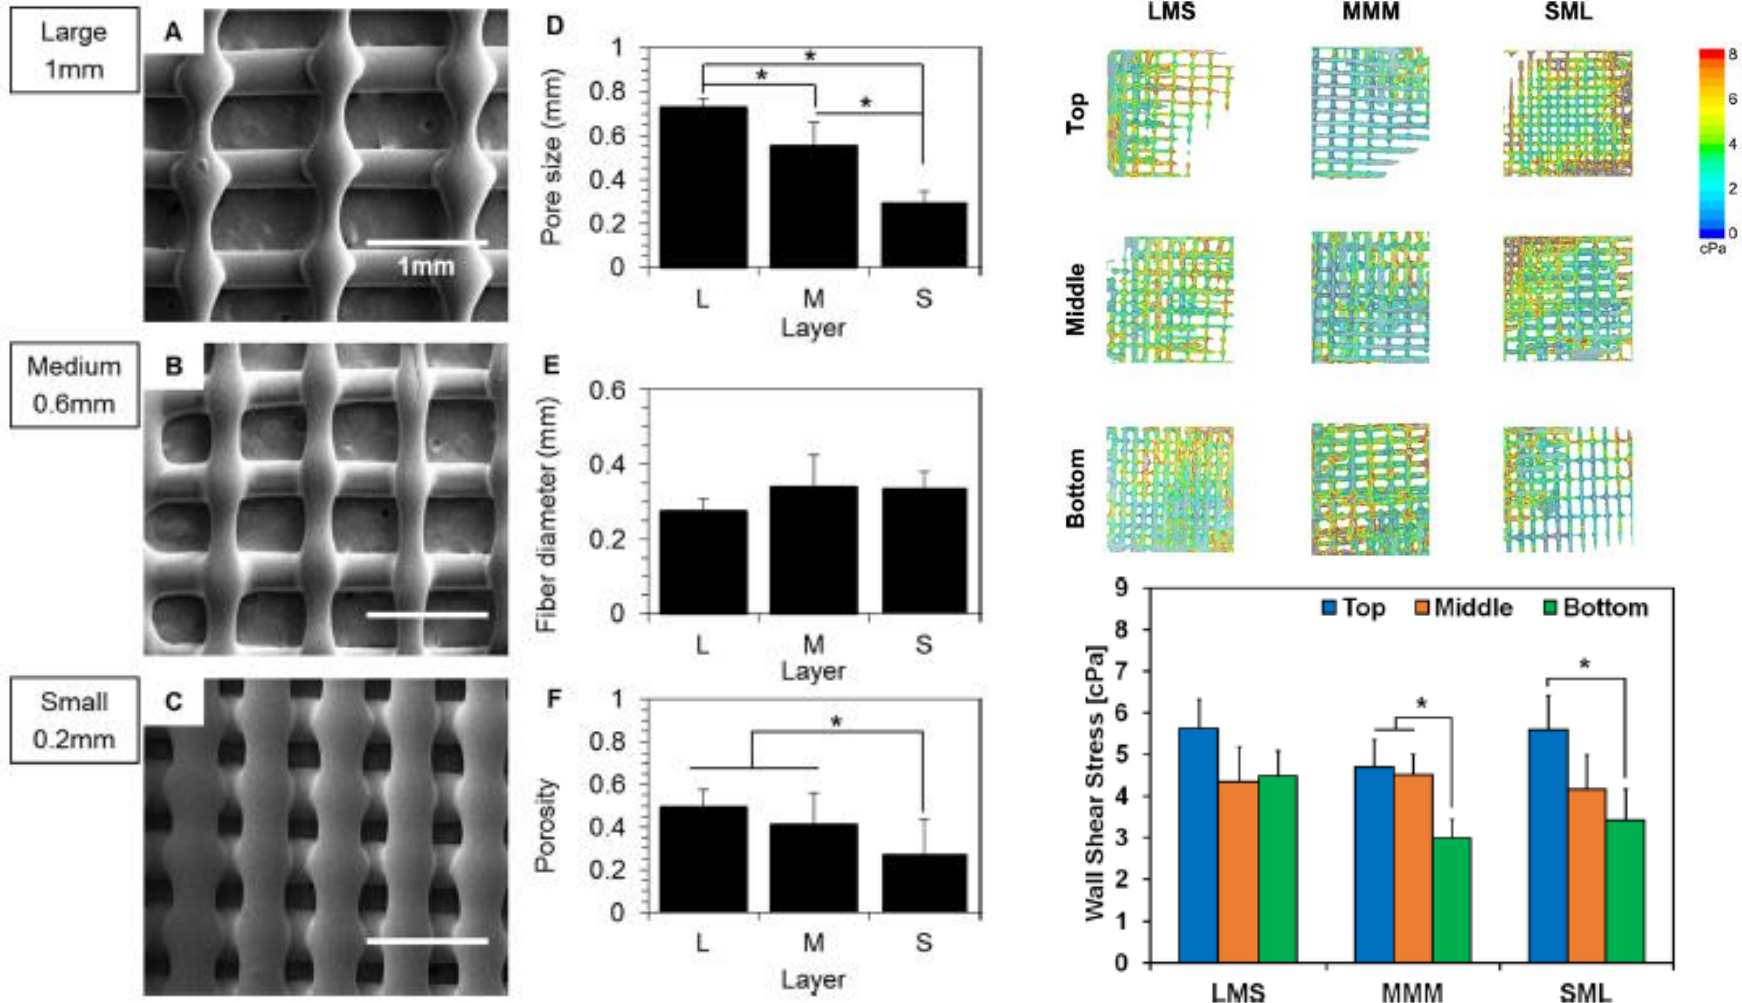 Large
1mm
A
1mm
Medium
0.6mm
B
Small
0.2mm
C
D
Pore size (mm)
1
0.8
0.6
0.4
0.2
0
*
*
*
L M S
Layer
E
Fiber diameter (mm)
0.6
0.4
0.2
0
L M S
Layer
F
Porosity
1
0.8
0.6
0.4
0.2
0
*
L M S
Layer
LMS MMM SML
Top
Middle
Bottom
8
6
4
2
0
cPa
Wall Shear Stress [cPa]
9
8
7
6
5
4
3
2
1
0
Top Middle Bottom
*
*
LMS MMM SML